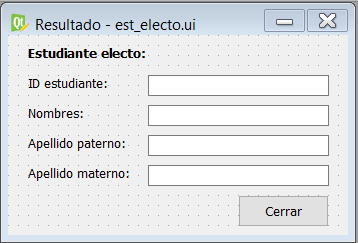 Resultado - est_electo.ui
Estudiante electo:
ID estudiante:
Nombres:
Apellido paterno:
Apellido materno:
Cerrar